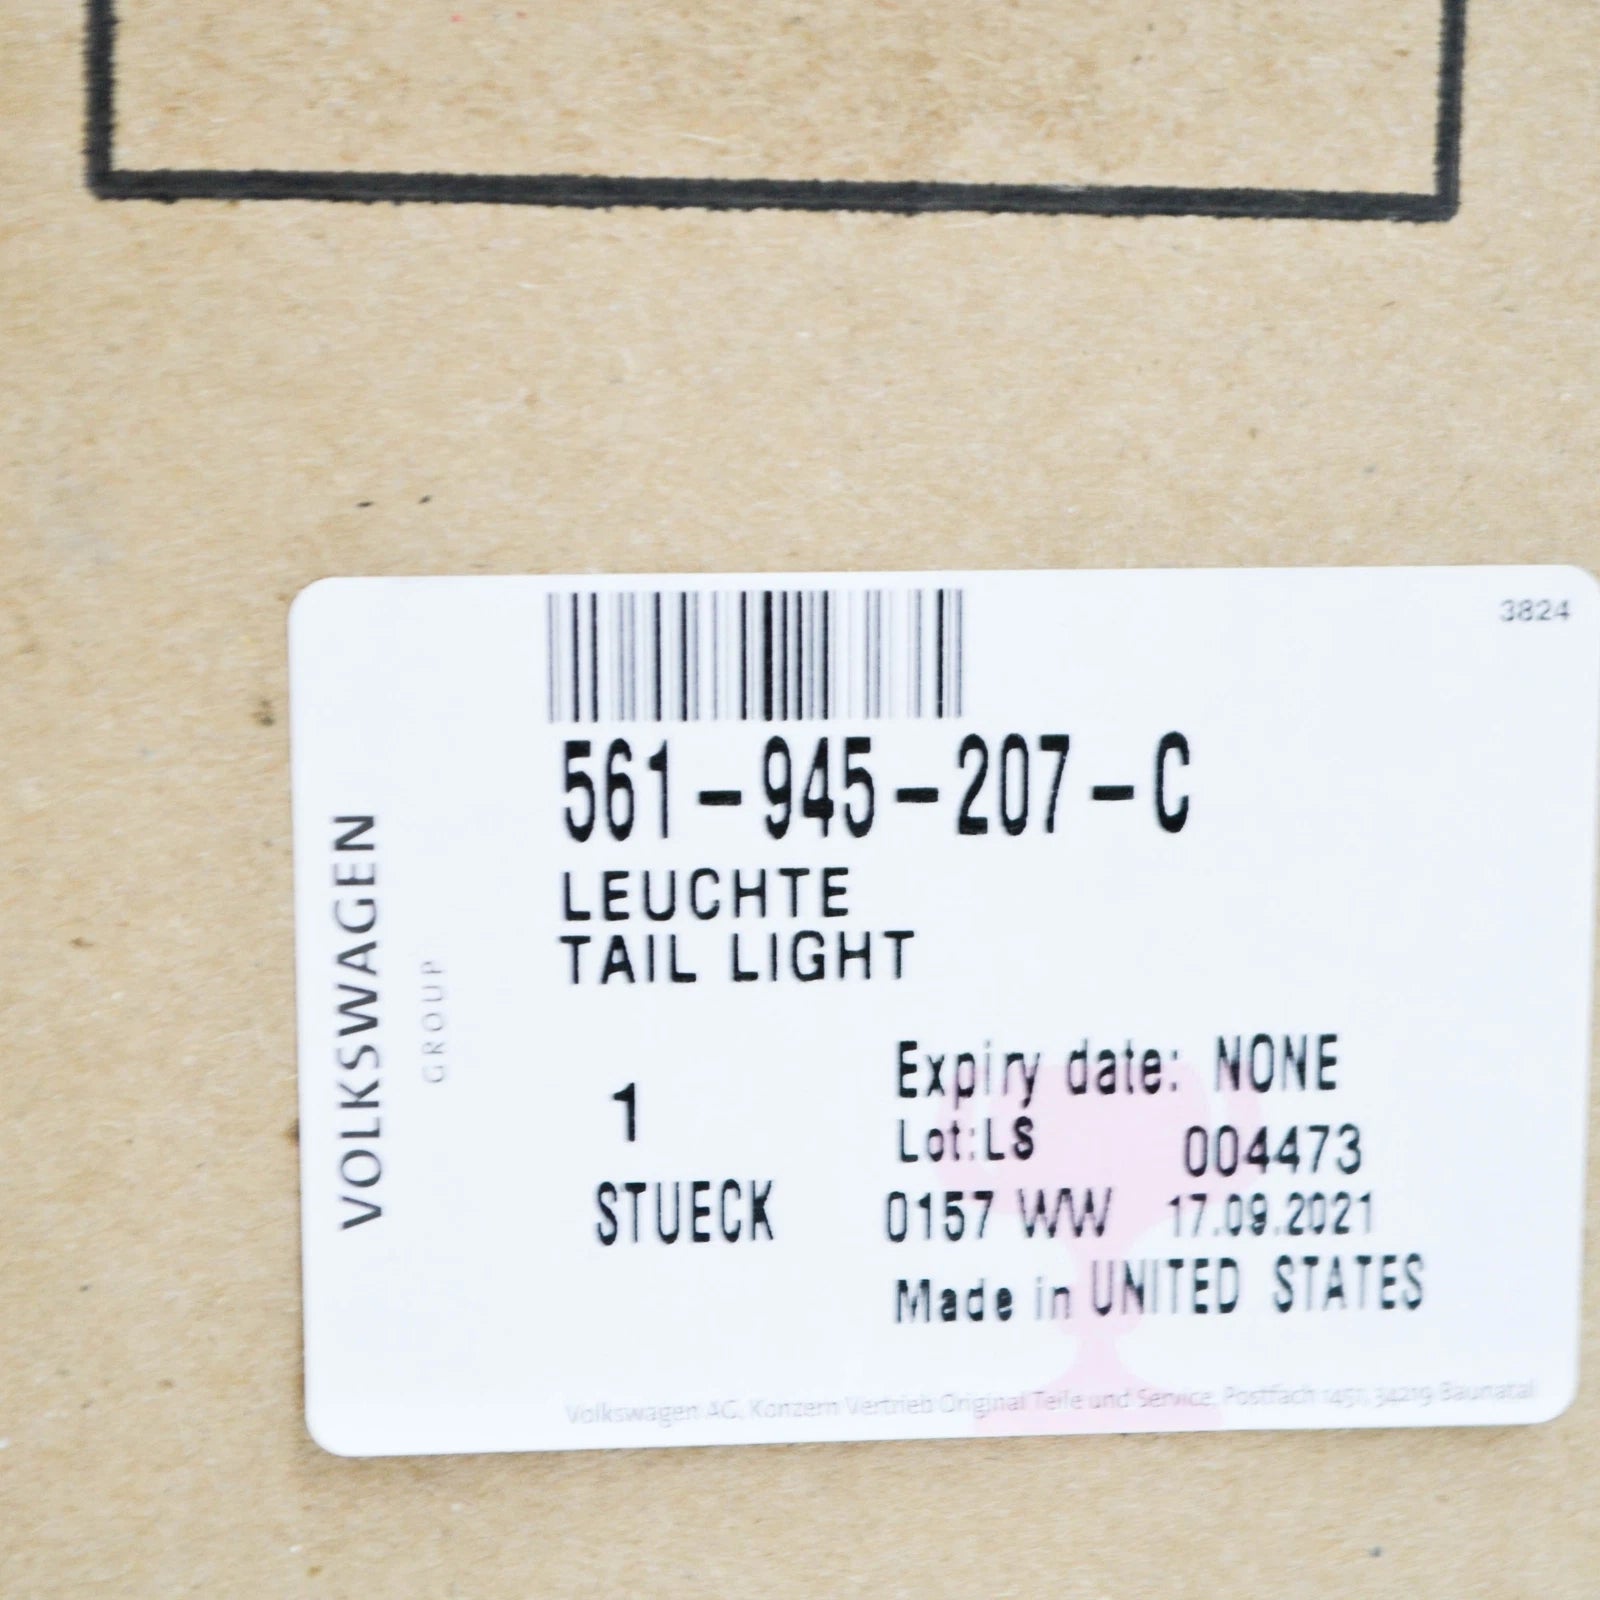 3824
561-945-207-C
LEUCHTE
TAIL LIGHT
VOLKSWAGEN
GROUP
1
STUECK
Expiry date: NONE
Lot:LS 004473
0157 WW 17.09.2021
Made in UNITED STATES
Volkswagen AG, Konzern Vertrieb Original Teile und Service, Postfach 1451, 34219 Baunatal